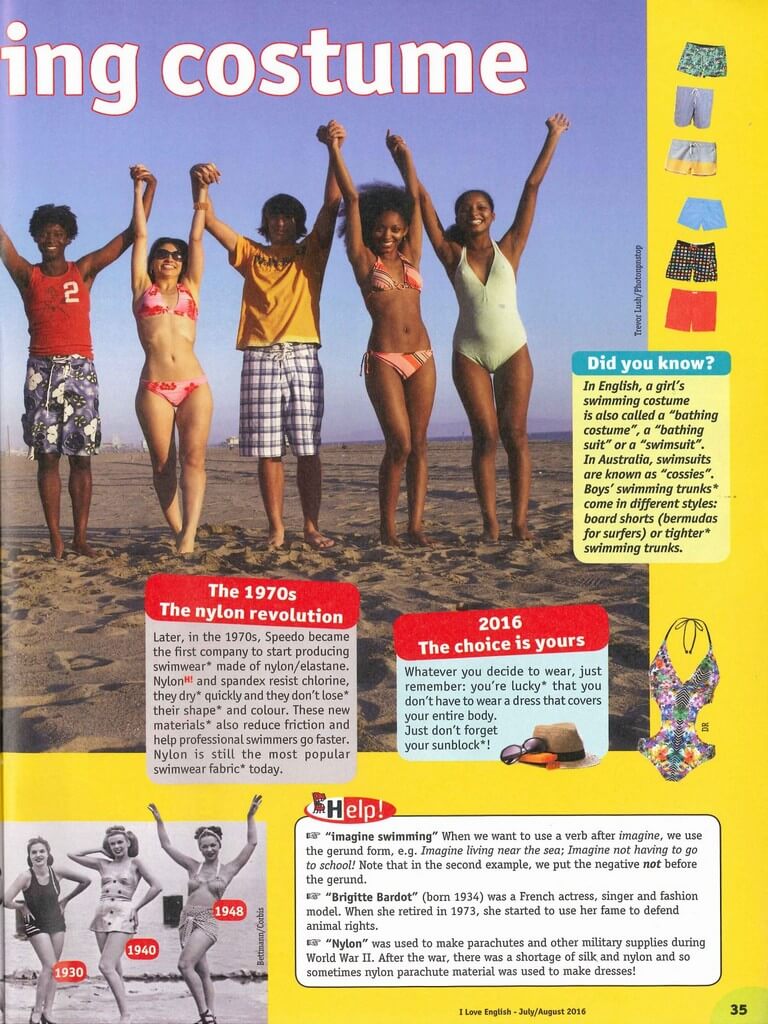 ing costume
Trevor Lush/Photononstop
Did you know?
In English, a girl's
swimming costume
is also called a "bathing
costume", a "bathing
suit" or a "swimsuit".
In Australia, swimsuits
are known as "cossies".
Boys' swimming trunks*
come in different styles:
board shorts (bermudas
for surfers) or tighter*
swimming trunks.
The 1970s
The nylon revolution
Later, in the 1970s, Speedo became
the first company to start producing
swimwear* made of nylon/elastane.
Nylon H! and spandex resist chlorine,
they dry* quickly and they don't lose*
their shape* and colour. These new
materials* also reduce friction and
help professional swimmers go faster.
Nylon is still the most popular
swimwear fabric* today.
2016
The choice is yours
Whatever you decide to wear, just
remember: you're lucky* that you
don't have to wear a dress that covers
your entire body.
Just don't forget
your sunblock*!
DR
1930
1940
1948
Bettmann/Corbis
Help!
☞ "imagine swimming" When we want to use a verb after imagine, we use
the gerund form, e.g. Imagine living near the sea; Imagine not having to go
to school! Note that in the second example, we put the negative not before
the gerund.
☞ "Brigitte Bardot" (born 1934) was a French actress, singer and fashion
model. When she retired in 1973, she started to use her fame to defend
animal rights.
☞ "Nylon" was used to make parachutes and other military supplies during
World War II. After the war, there was a shortage of silk and nylon and so
sometimes nylon parachute material was used to make dresses!
I Love English - July/August 2016
35
2